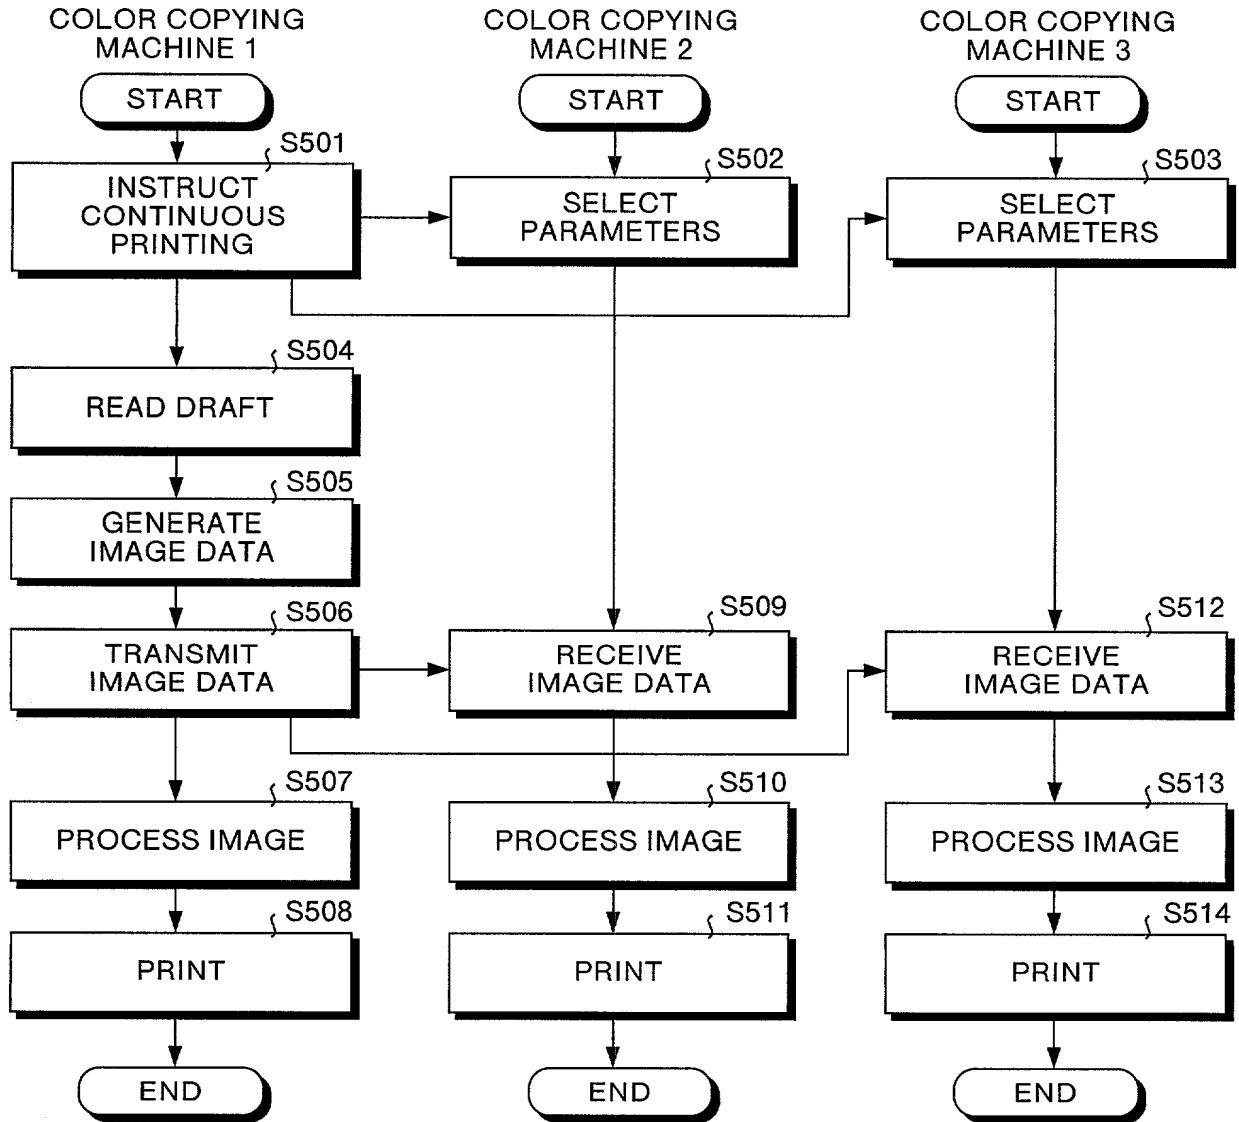 COLOR COPYING
MACHINE 1
COLOR COPYING
MACHINE 2
COLOR COPYING
MACHINE 3
START
START
START
S501
INSTRUCT
CONTINUOUS
PRINTING
S502
SELECT
PARAMETERS
S503
SELECT
PARAMETERS
S504
READ DRAFT
S505
GENERATE
IMAGE DATA
S506
TRANSMIT
IMAGE DATA
S509
RECEIVE
IMAGE DATA
S512
RECEIVE
IMAGE DATA
S507
PROCESS IMAGE
S510
PROCESS IMAGE
S513
PROCESS IMAGE
S508
PRINT
S511
PRINT
S514
PRINT
END
END
END